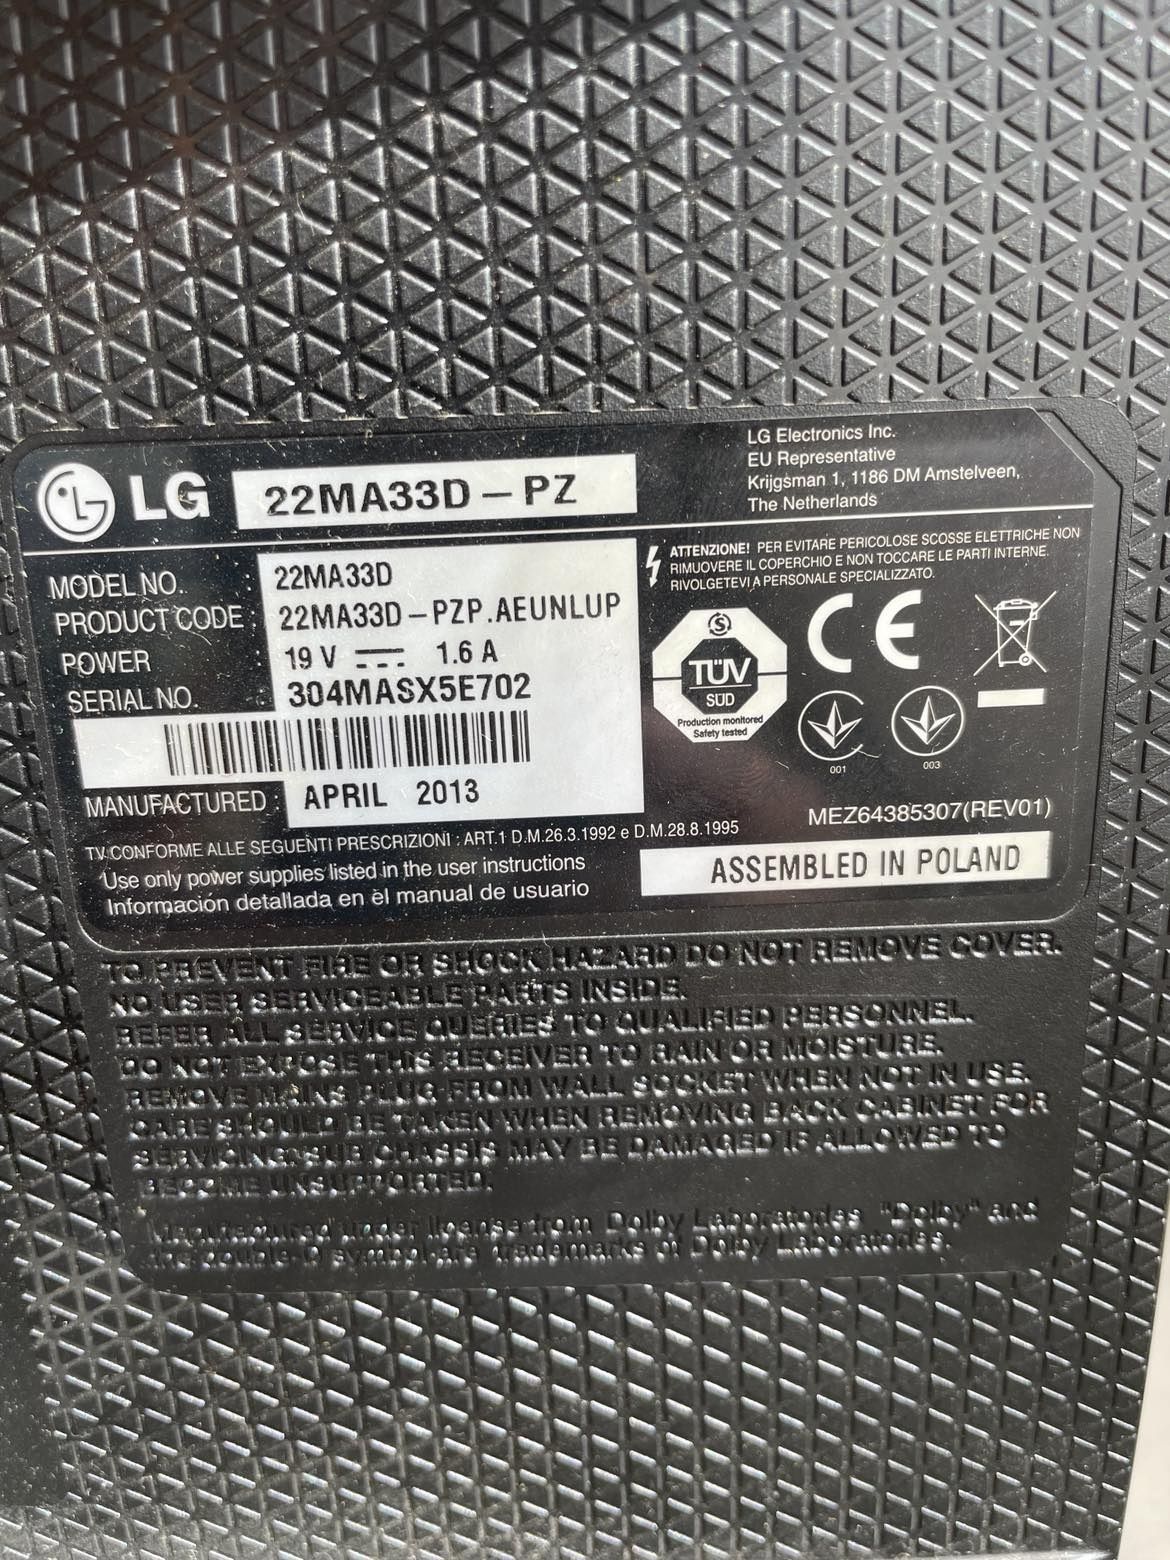 LG Electronics Inc.
EU Representative
Krijgsman 1, 1186 DM Amstelveen,
The Netherlands
LG 22MA33D-PZ
MODEL NO. 22MA33D
PRODUCT CODE 22MA33D-PZP.AEUNLUP
POWER 19 V 1.6 A
SERIAL NO. 304MASX5E702
MANUFACTURED : APRIL 2013
ATTENZIONE! PER EVITARE PERICOLOSE SCOSSE ELETTRICHE NON
RIMUOVERE IL COPERCHIO E NON TOCCARE LE PARTI INTERNE.
RIVOLGETEVI A PERSONALE SPECIALIZZATO.
TÜV
SÜD
Production monitored
Safety tested
CE
001
003
MEZ64385307(REV01)
ASSEMBLED IN POLAND
TV CONFORME ALLE SEGUENTI PRESCRIZIONI : ART.1 D.M.26.3.1992 e D.M.28.8.1995
Use only power supplies listed in the user instructions
Información detallada en el manual de usuario
TO PREVENT FIRE OR SHOCK HAZARD DO NOT REMOVE COVER.
NO USER SERVICEABLE PARTS INSIDE.
REFER ALL SERVICE QUERIES TO QUALIFIED PERSONNEL.
DO NOT EXPOSE THIS RECEIVER TO RAIN OR MOISTURE.
REMOVE MAINS PLUG FROM WALL SOCKET WHEN NOT IN USE.
CARE SHOULD BE TAKEN WHEN REMOVING BACK CABINET FOR
SERVICING, SUB CHASSIS MAY BE DAMAGED IF ALLOWED TO
BECOME UNSUPPORTED.
Manufactured under license from Dolby Laboratories. "Dolby" and
the double-D symbol are trademarks of Dolby Laboratories.